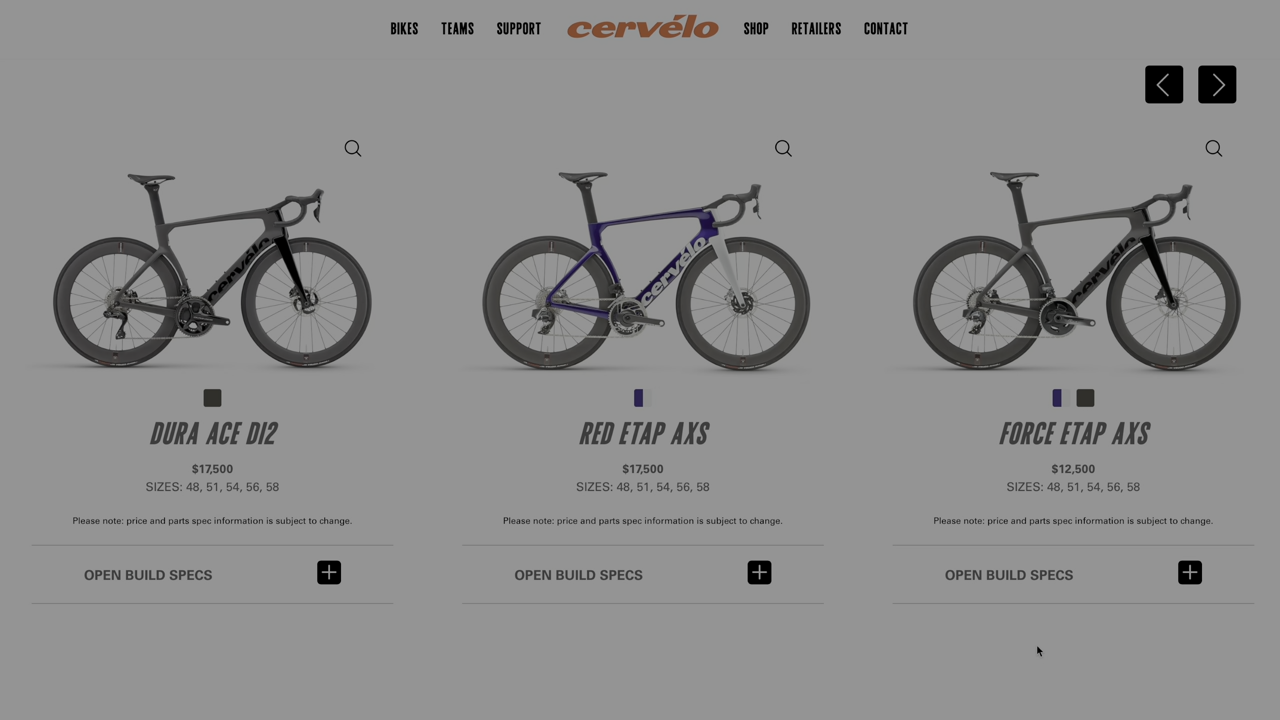 BIKES TEAMS SUPPORT cervélo SHOP RETAILERS CONTACT
cervélo
cervélo
cervélo
DURA ACE DI2
$17,500
SIZES: 48, 51, 54, 56, 58
Please note: price and parts spec information is subject to change.
OPEN BUILD SPECS
RED ETAP AXS
$17,500
SIZES: 48, 51, 54, 56, 58
Please note: price and parts spec information is subject to change.
OPEN BUILD SPECS
FORCE ETAP AXS
$12,500
SIZES: 48, 51, 54, 56, 58
Please note: price and parts spec information is subject to change.
OPEN BUILD SPECS